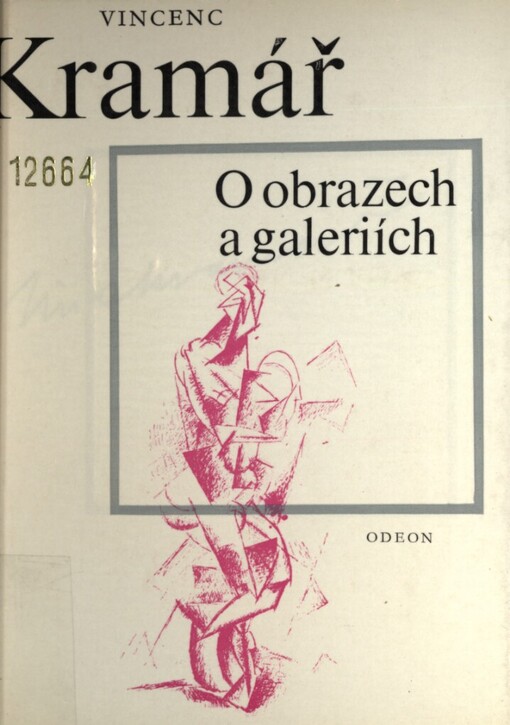 VINCENC
Kramář
12664
O obrazech
a galeriích
ODEON